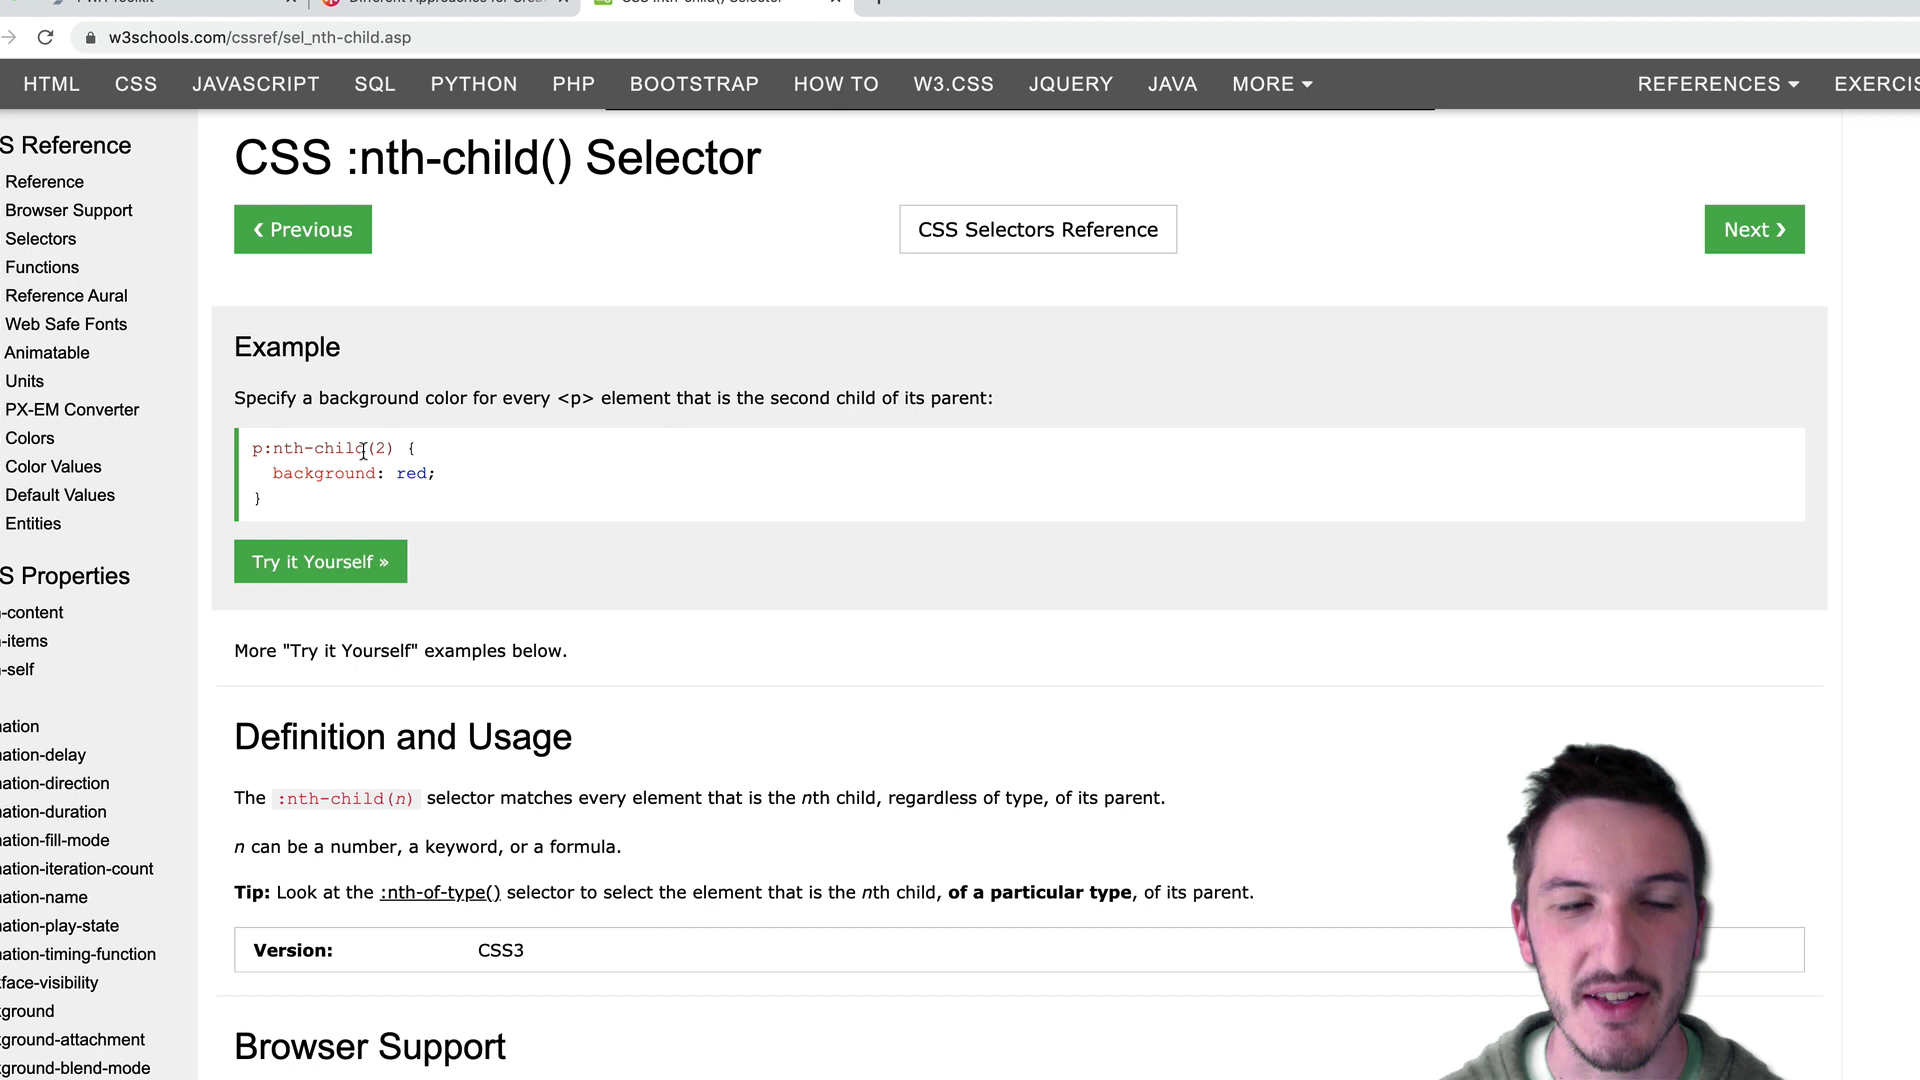 w3schools.com/cssref/sel_nth-child.asp
HTML CSS JAVASCRIPT SQL PYTHON PHP BOOTSTRAP HOW TO W3.CSS JQUERY JAVA MORE REFERENCES EXERCIS
S Reference
Reference
Browser Support
Selectors
Functions
Reference Aural
Web Safe Fonts
Animatable
Units
PX-EM Converter
Colors
Color Values
Default Values
Entities
S Properties
-content
-items
-self
ation
ation-delay
ation-direction
ation-duration
ation-fill-mode
ation-iteration-count
ation-name
ation-play-state
ation-timing-function
face-visibility
ground
ground-attachment
ground-blend-mode
CSS :nth-child() Selector
❮ Previous
CSS Selectors Reference
Next ❯
Example
Specify a background color for every <p> element that is the second child of its parent:
p:nth-child(2) {
background: red;
}
Try it Yourself »
More "Try it Yourself" examples below.
Definition and Usage
The :nth-child(n) selector matches every element that is the nth child, regardless of type, of its parent.
n can be a number, a keyword, or a formula.
Tip: Look at the :nth-of-type() selector to select the element that is the nth child, of a particular type, of its parent.
Version: CSS3
Browser Support